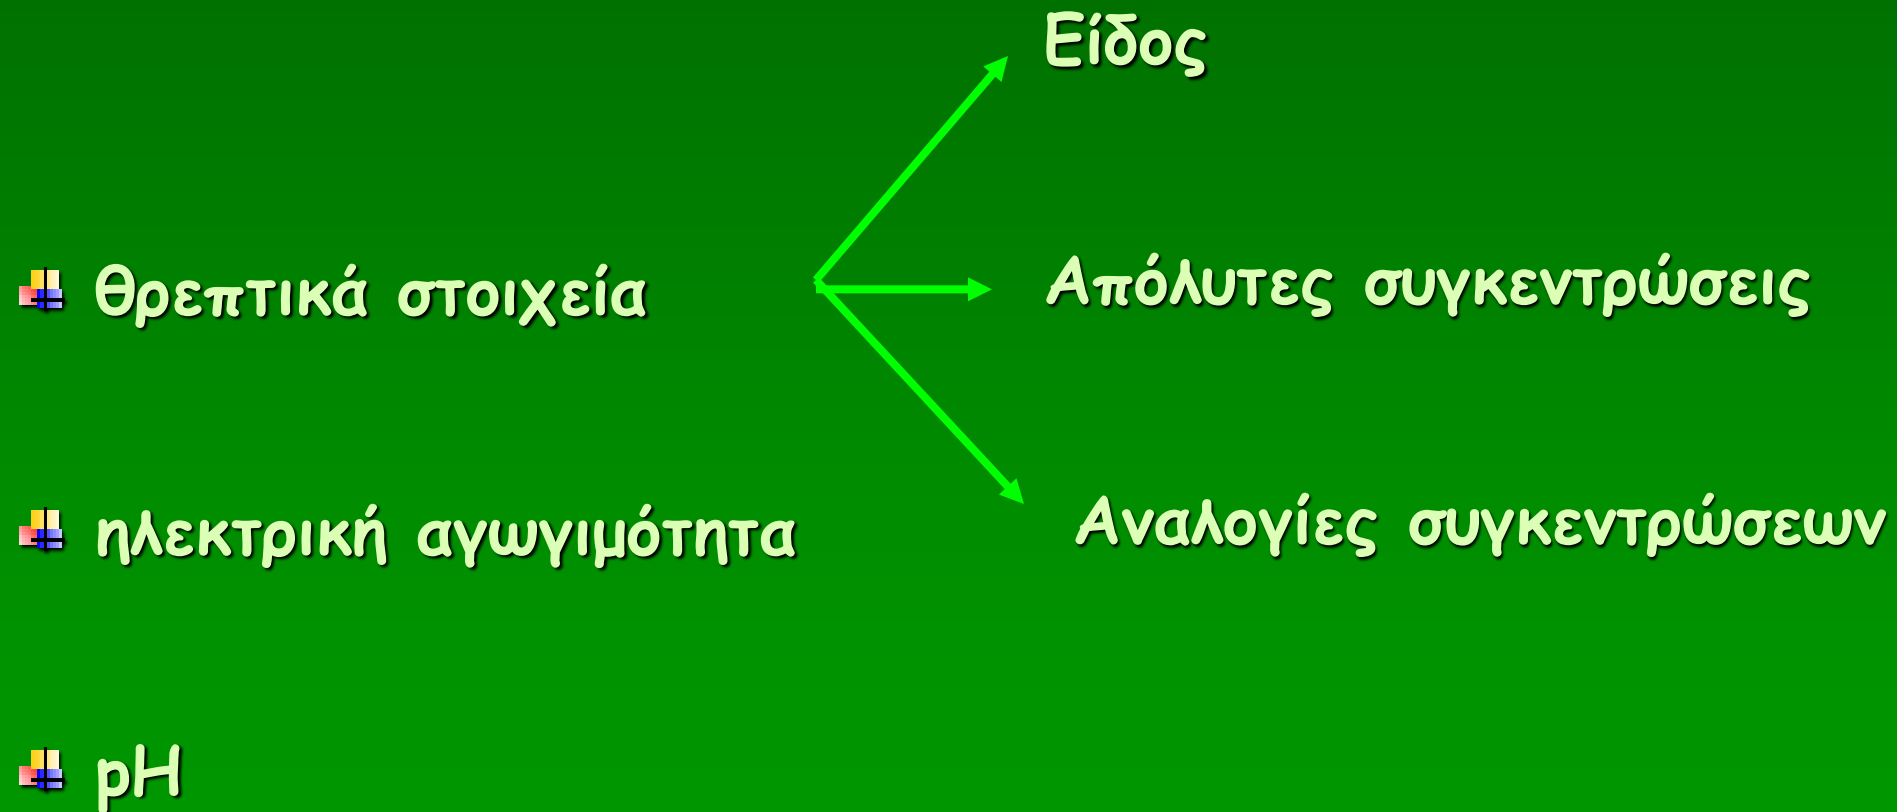 Είδος
θρεπτικά στοιχεία
Απόλυτες συγκεντρώσεις
ηλεκτρική αγωγιμότητα
Αναλογίες συγκεντρώσεων
pH